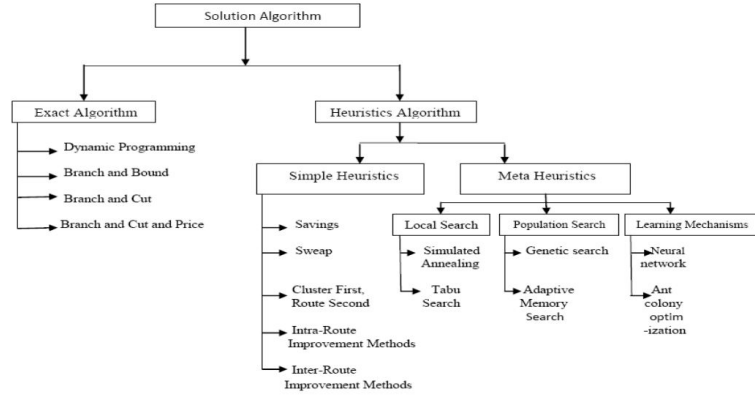 Solution Algorithm
Exact Algorithm
Heuristics Algorithm
Dynamic Programming
Branch and Bound
Branch and Cut
Branch and Cut and Price
Simple Heuristics
Meta Heuristics
Savings
Sweap
Cluster First,
Route Second
Intra-Route
Improvement Methods
Inter-Route
Improvement Methods
Local Search
Simulated
Annealing
Tabu
Search
Population Search
Genetic search
Adaptive
Memory
Search
Learning Mechanisms
Neural
network
Ant
colony
optim
-ization